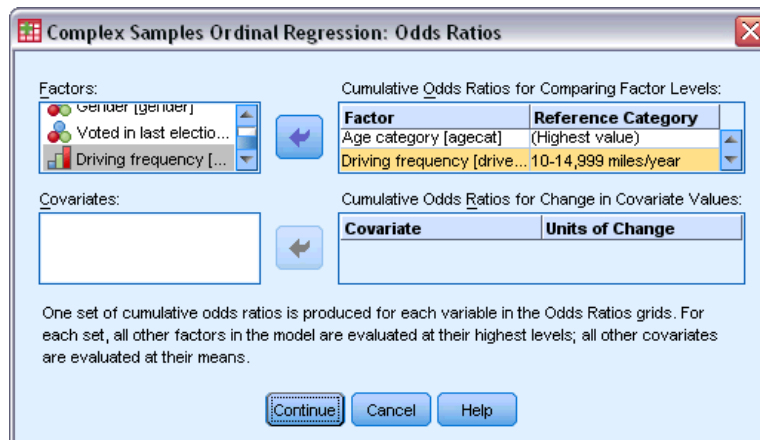 Complex Samples Ordinal Regression: Odds Ratios
Factors:
Gender [gender]
Voted in last electio...
Driving frequency [...
Cumulative Odds Ratios for Comparing Factor Levels:
Factor Reference Category
Age category [agecat] (Highest value)
Driving frequency [drive... 10-14,999 miles/year
Covariates:
Cumulative Odds Ratios for Change in Covariate Values:
Covariate Units of Change
One set of cumulative odds ratios is produced for each variable in the Odds Ratios grids. For
each set, all other factors in the model are evaluated at their highest levels; all other covariates
are evaluated at their means.
Continue Cancel Help